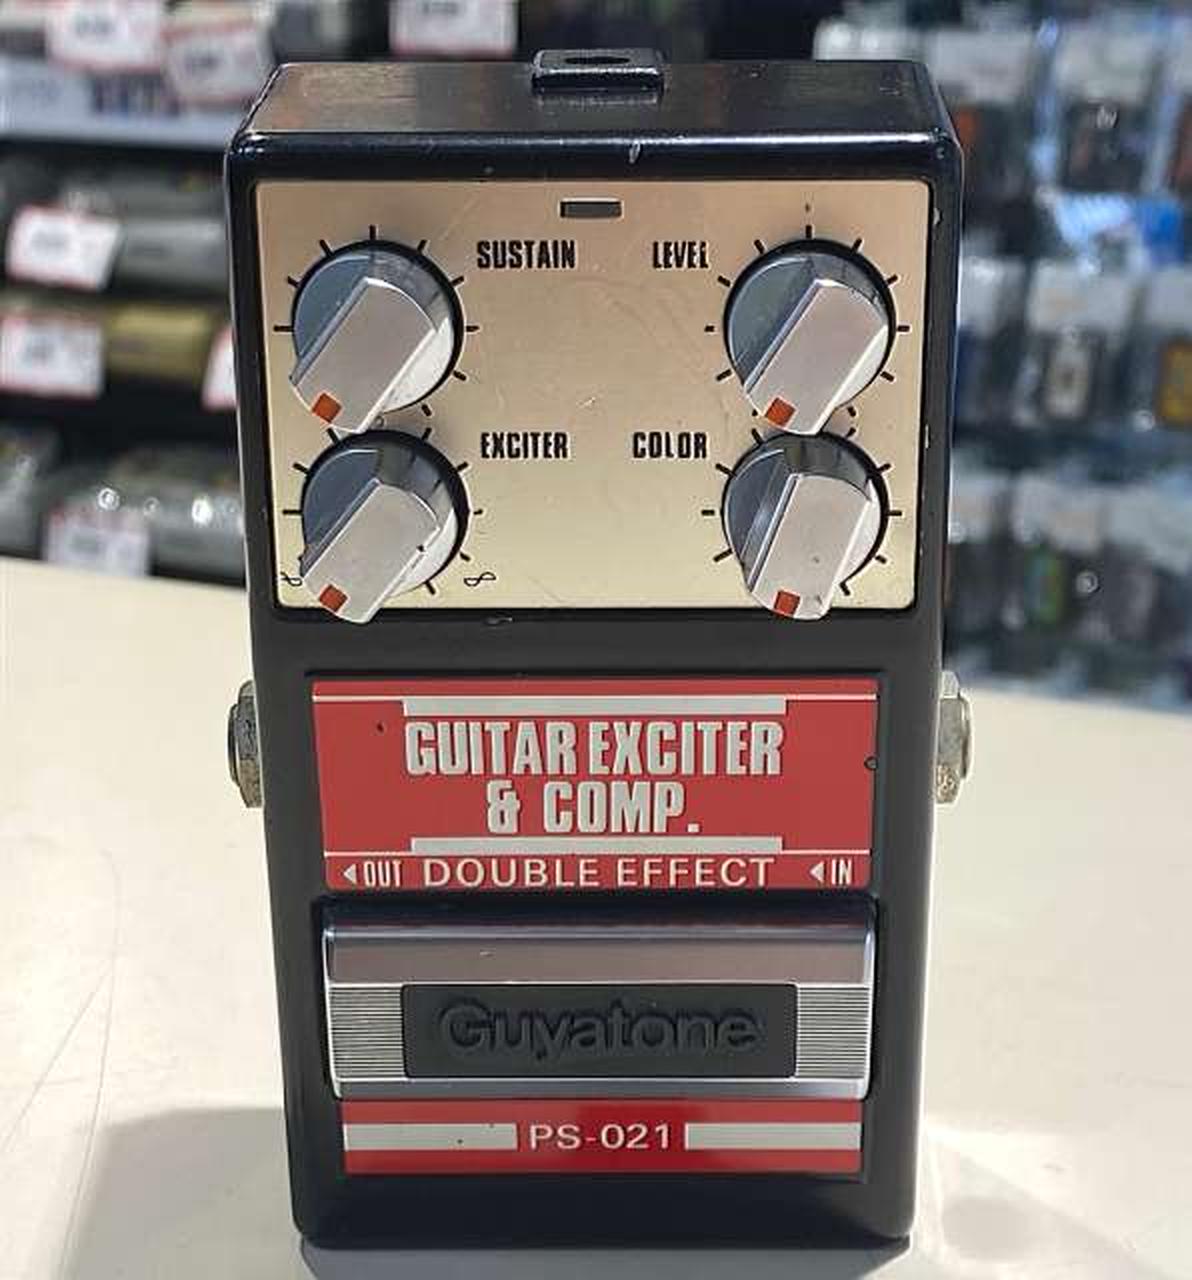 SUSTAIN LEVEL
EXCITER COLOR
GUITAR EXCITER
& COMP.
◀OUT DOUBLE EFFECT ◀IN
Guyatone
PS-021